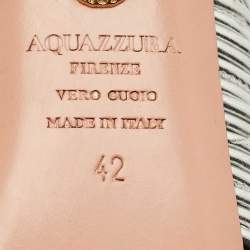 AQUAZZURA
FIRENZE
VERO CUOIO
MADE IN ITALY
42